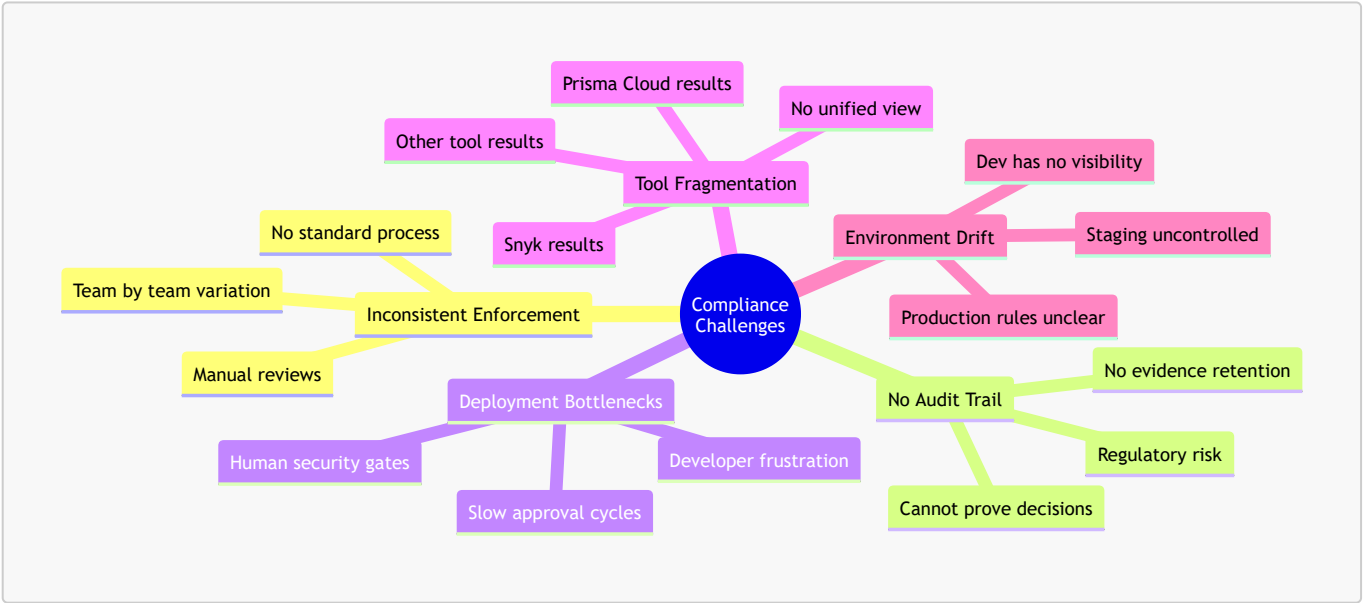 Compliance
Challenges
Tool Fragmentation
Prisma Cloud results
No unified view
Other tool results
Snyk results
Environment Drift
Dev has no visibility
Staging uncontrolled
Production rules unclear
Inconsistent Enforcement
No standard process
Team by team variation
Manual reviews
Deployment Bottlenecks
Human security gates
Slow approval cycles
Developer frustration
No Audit Trail
No evidence retention
Regulatory risk
Cannot prove decisions